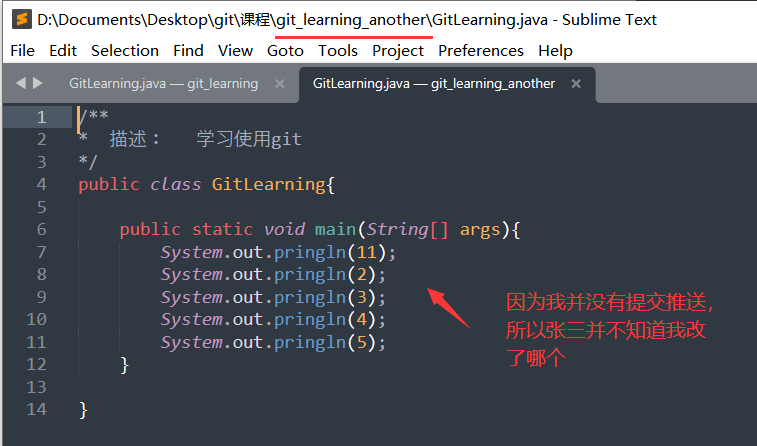 D:\Documents\Desktop\git\课程\git_learning_another\GitLearning.java - Sublime Text
File Edit Selection Find View Goto Tools Project Preferences Help
GitLearning.java — git_learning × GitLearning.java — git_learning_another ×
1 /**
2 * 描述： 学习使用git
3 */
4 public class GitLearning{
5
6 public static void main(String[] args){
7 System.out.pringln(11);
8 System.out.pringln(2);
9 System.out.pringln(3);
10 System.out.pringln(4);
11 System.out.pringln(5);
12 }
13
14 }
因为我并没有提交推送，
所以张三并不知道我改
了哪个